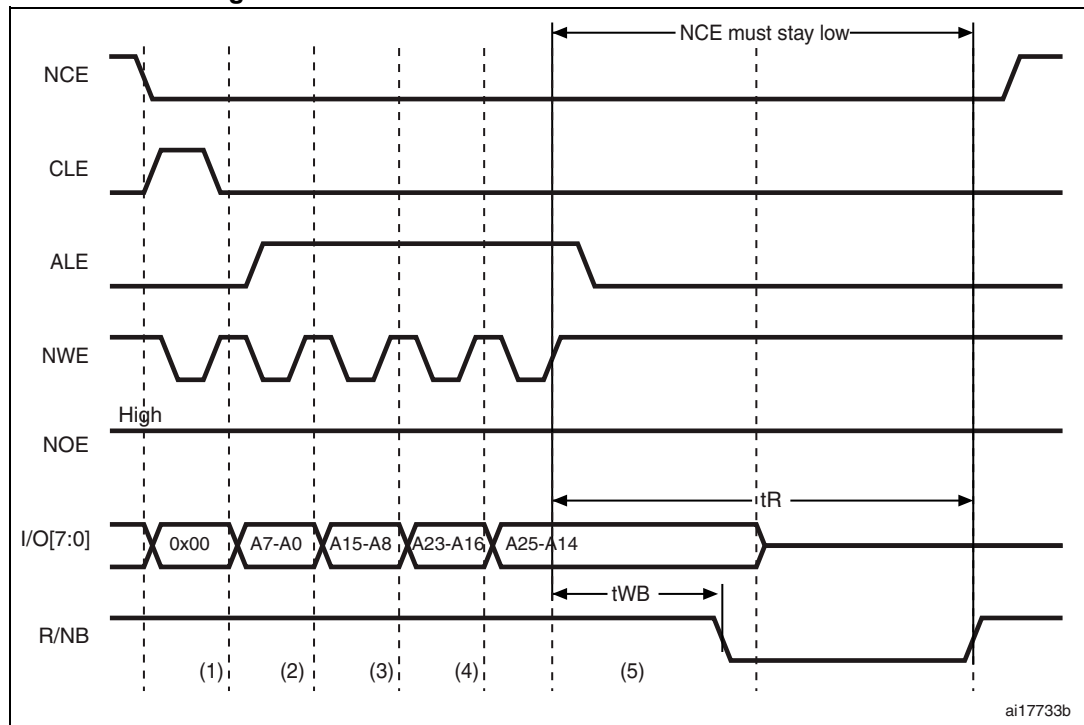 NCE must stay low
NCE
CLE
ALE
NWE
High
NOE
tR
I/O[7:0]
0x00
A7-A0
A15-A8
A23-A16
A25-A14
tWB
R/NB
(1)
(2)
(3)
(4)
(5)
ai17733b